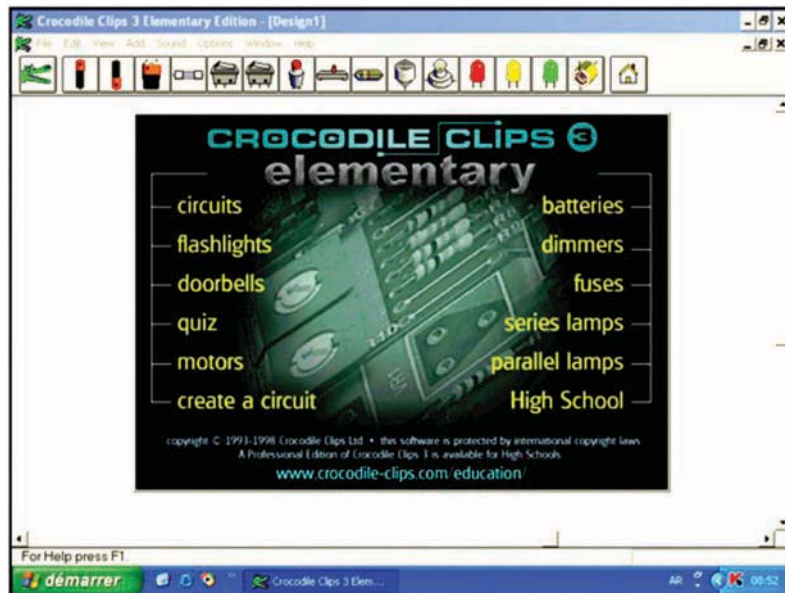 Crocodile Clips 3 Elementary Edition - [Design1]
File Edit View Add Sound Options Window Help
CROCODILE CLIPS 3
elementary
circuits
flashlights
doorbells
quiz
motors
create a circuit
batteries
dimmers
fuses
series lamps
parallel lamps
High School
copyright © 1993-1998 Crocodile Clips Ltd • this software is protected by international copyright laws
A Professional Edition of Crocodile Clips 3 is available for High Schools
www.crocodile-clips.com/education/
For Help press F1.
démarrer
Crocodile Clips 3 Elem...
AR
08:52